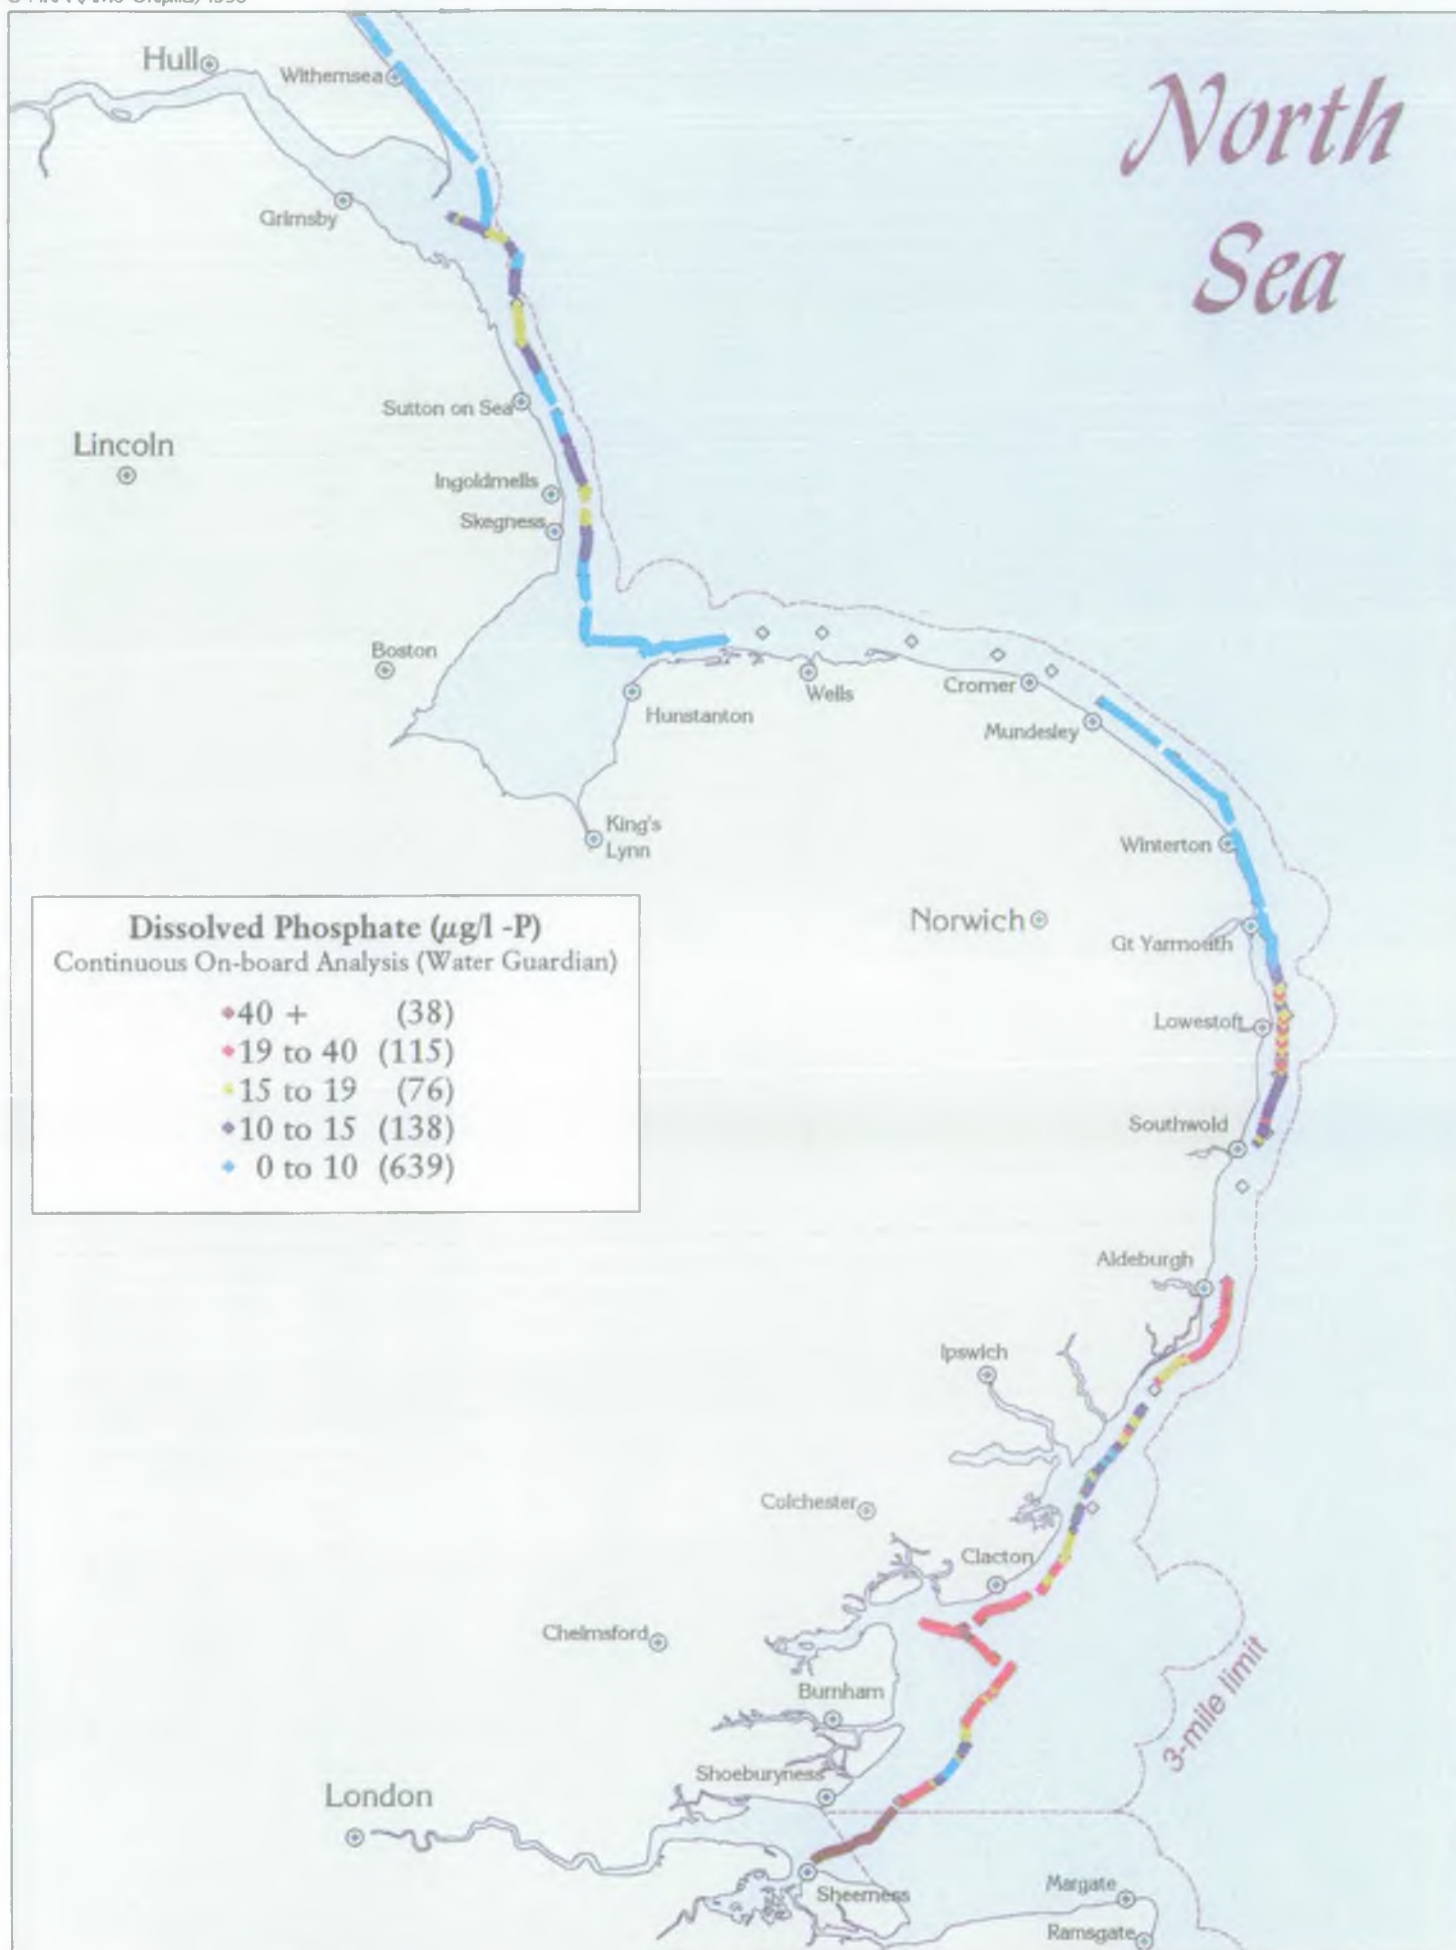 Hull
Withernsea
North
Sea
Grimsby
Sutton on Sea
Lincoln
Ingoldmells
Skegness
Boston
Wells
Cromer
Hunstanton
Mundesley
King's
Lynn
Winterton
Norwich
Gt Yarmouth
Lowestoft
Dissolved Phosphate (µg/l -P)
Continuous On-board Analysis (Water Guardian)
40 + (38)
19 to 40 (115)
15 to 19 (76)
10 to 15 (138)
0 to 10 (639)
Southwold
Aldeburgh
Ipswich
Colchester
Clacton
Chelmsford
Burnham
3-mile limit
Shoeburyness
London
Sheerness
Margate
Ramsgate